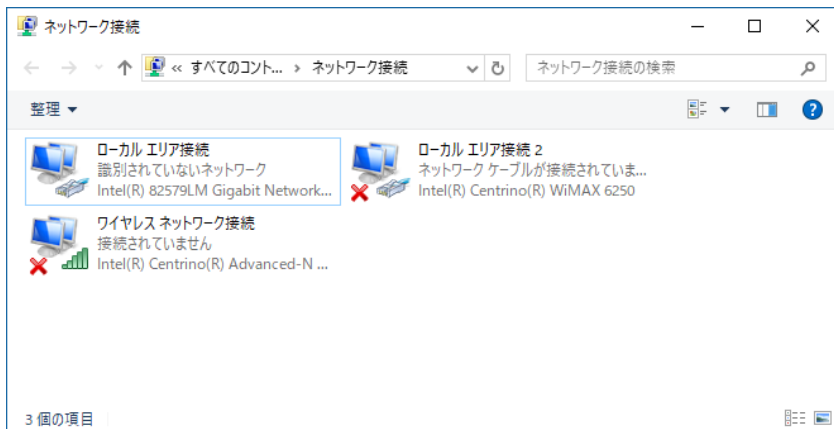 ネットワーク接続
« すべてのコント... › ネットワーク接続
ネットワーク接続の検索
整理
ローカル エリア接続
識別されていないネットワーク
Intel(R) 82579LM Gigabit Network...
ローカル エリア接続 2
ネットワーク ケーブルが接続されていま...
Intel(R) Centrino(R) WiMAX 6250
ワイヤレス ネットワーク接続
接続されていません
Intel(R) Centrino(R) Advanced-N ...
3 個の項目